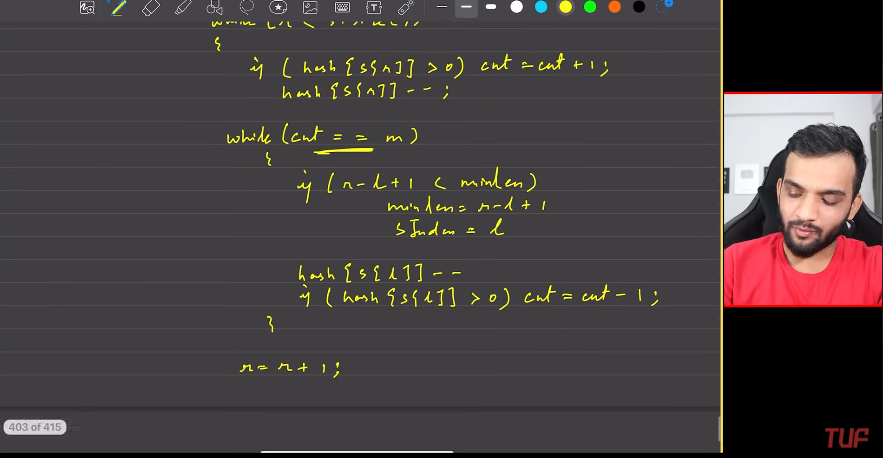 {
if ( hash [s[r]] > 0) cnt = cnt + 1 ;
hash [s[r]] - - ;
while (cnt = = m)
{
if (r - l + 1 < minlen)
minlen = r - l + 1
sIndex = l
hash [s[l]] - -
if ( hash [s[l]] > 0) cnt = cnt - 1 ;
}
r = r + 1 ;
403 of 415
TUF